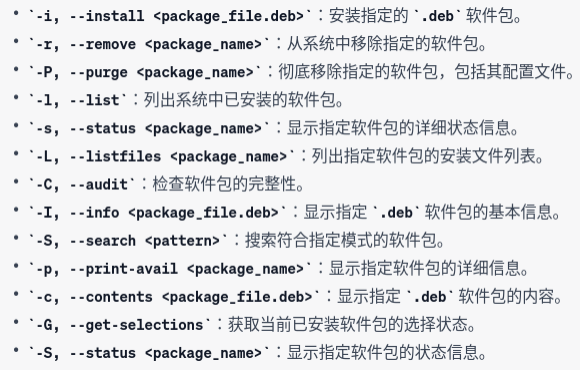 • `-i, --install <package_file.deb>`：安装指定的 `.deb` 软件包。
• `-r, --remove <package_name>`：从系统中移除指定的软件包。
• `-P, --purge <package_name>`：彻底移除指定的软件包，包括其配置文件。
• `-l, --list`：列出系统中已安装的软件包。
• `-s, --status <package_name>`：显示指定软件包的详细状态信息。
• `-L, --listfiles <package_name>`：列出指定软件包的安装文件列表。
• `-C, --audit`：检查软件包的完整性。
• `-I, --info <package_file.deb>`：显示指定 `.deb` 软件包的基本信息。
• `-S, --search <pattern>`：搜索符合指定模式的软件包。
• `-p, --print-avail <package_name>`：显示指定软件包的详细信息。
• `-c, --contents <package_file.deb>`：显示指定 `.deb` 软件包的内容。
• `-G, --get-selections`：获取当前已安装软件包的选择状态。
• `-S, --status <package_name>`：显示指定软件包的状态信息。